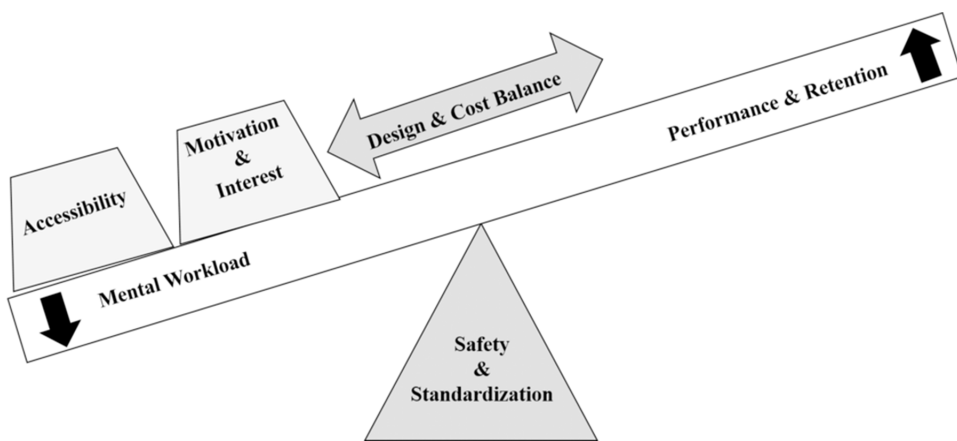 Accessibility
Motivation
&
Interest
Design & Cost Balance
Performance & Retention
Mental Workload
Safety
&
Standardization